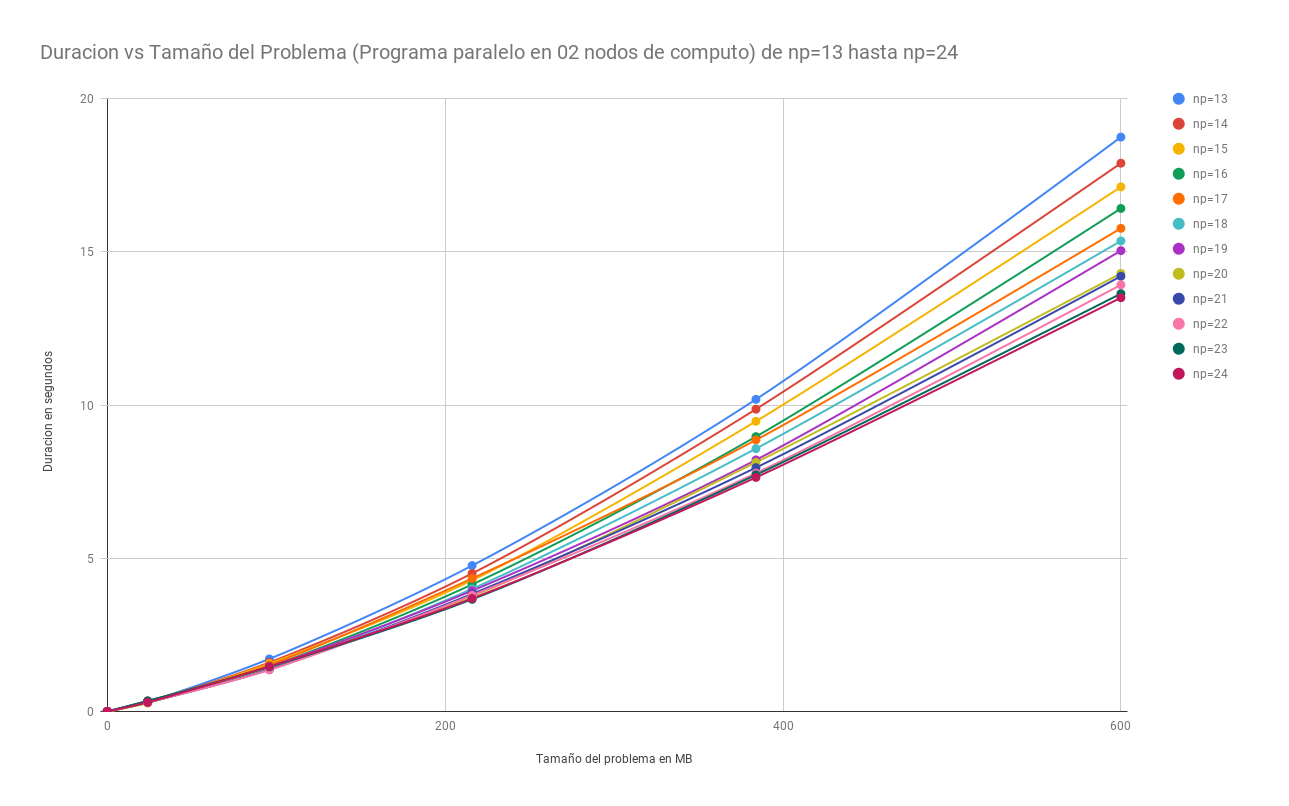 Duracion vs Tamaño del Problema (Programa paralelo en 02 nodos de computo) de np=13 hasta np=24
20
15
10
5
0
Duracion en segundos
0
200
400
600
Tamaño del problema en MB
np=13
np=14
np=15
np=16
np=17
np=18
np=19
np=20
np=21
np=22
np=23
np=24